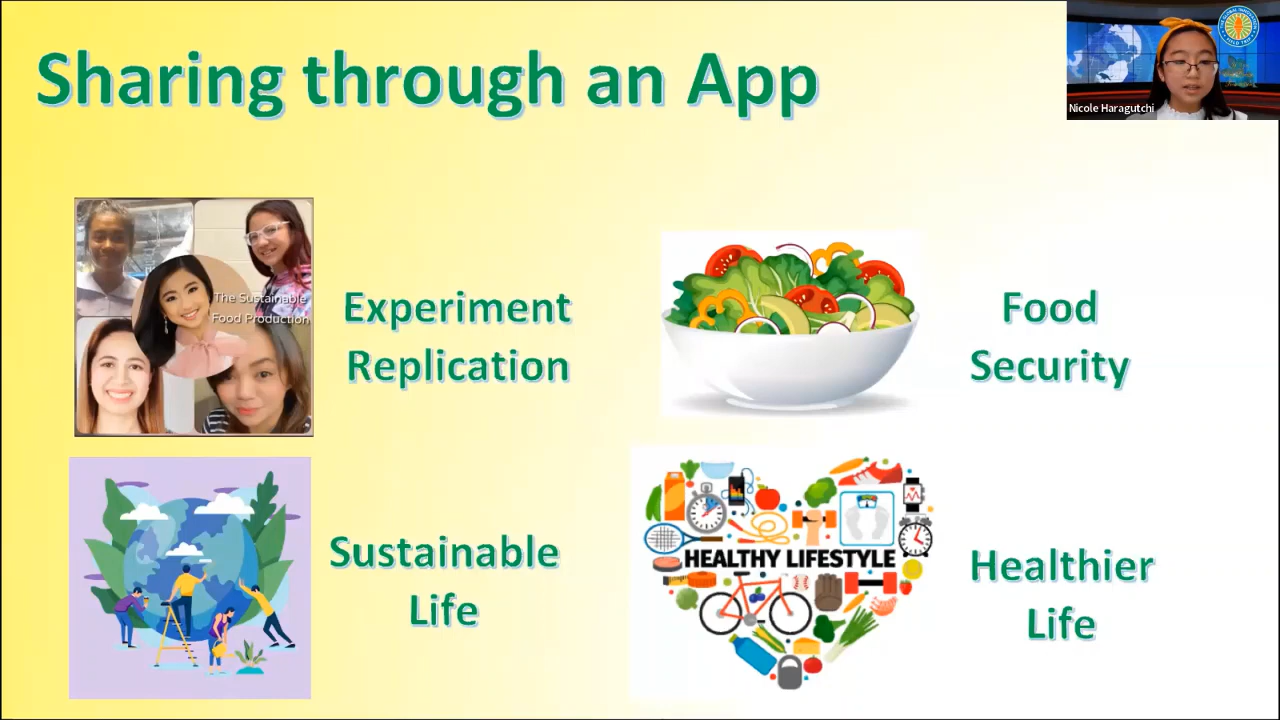 Sharing through an App
Nicole Haragutchi
The Sustainable
Food Production
Experiment
Replication
Food
Security
Sustainable
Life
HEALTHY LIFESTYLE
Healthier
Life